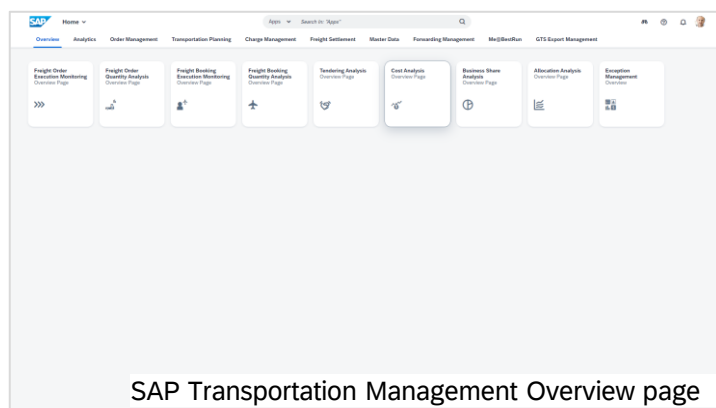 SAP Home
Apps Search In: "Apps"
Overview Analytics Order Management Transportation Planning Charge Management Freight Settlement Master Data Forwarding Management Me@BestRun GTS Export Management
Freight Order
Execution Monitoring
Overview Page
Freight Order
Quantity Analysis
Overview Page
Freight Booking
Execution Monitoring
Overview Page
Freight Booking
Quantity Analysis
Overview Page
Tendering Analysis
Overview Page
Cost Analysis
Overview Page
Business Share
Analysis
Overview Page
Allocation Analysis
Overview Page
Exception
Management
Overview
SAP Transportation Management Overview page